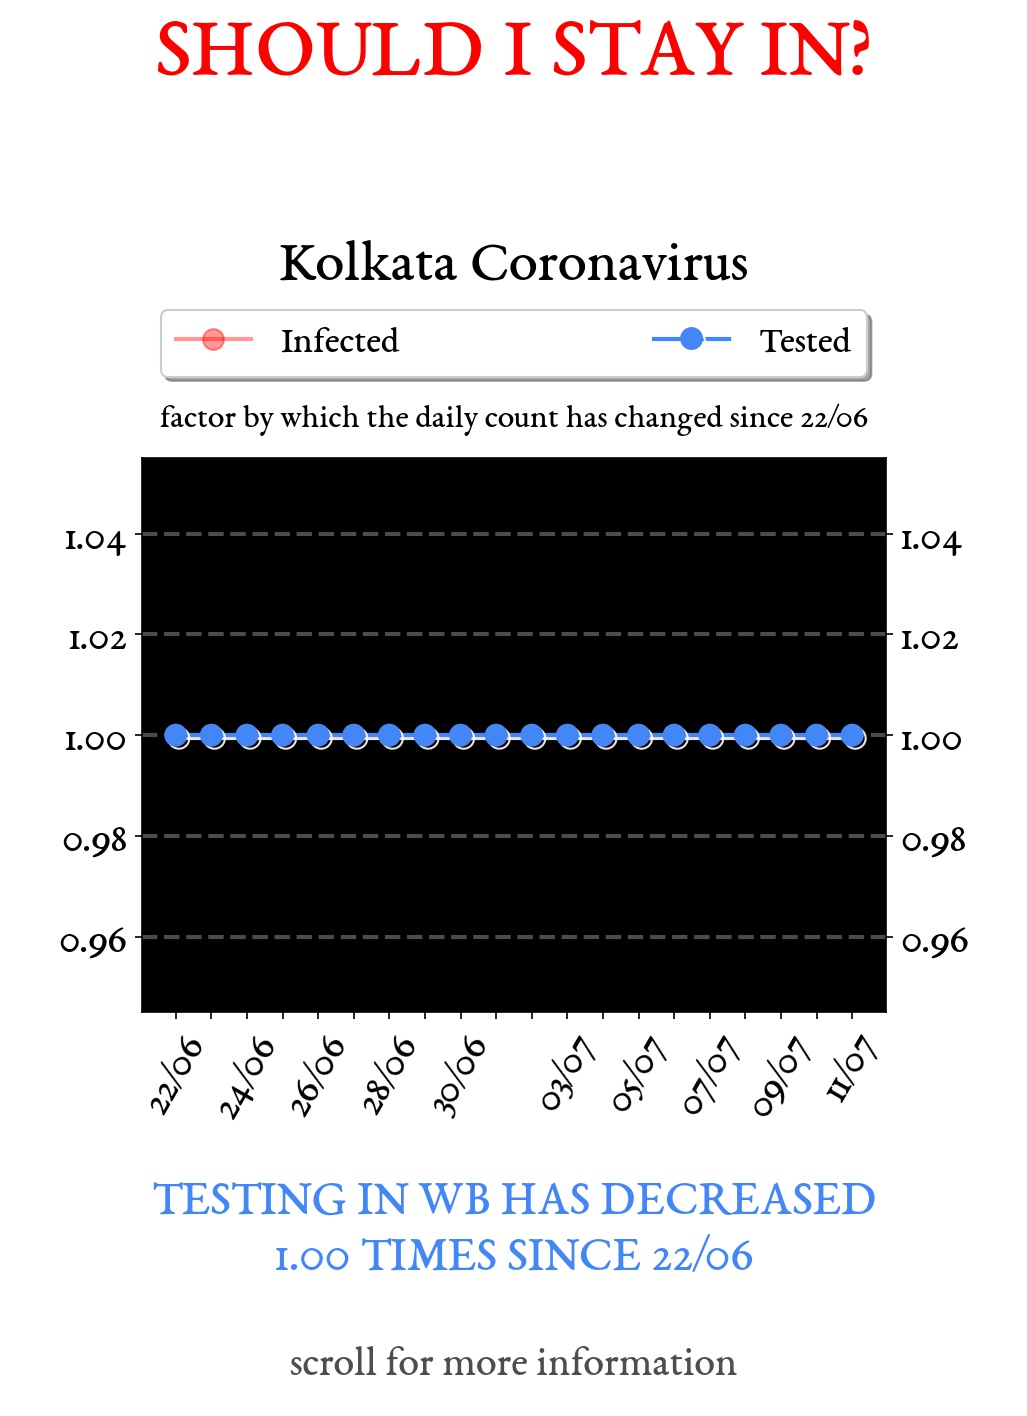 SHOULD I STAY IN?
Kolkata Coronavirus
Infected
Tested
factor by which the daily count has changed since 22/06
1.04
1.04
1.02
1.02
1.00
1.00
0.98
0.98
0.96
0.96
22/06
24/06
26/06
28/06
30/06
03/07
05/07
07/07
09/07
11/07
TESTING IN WB HAS DECREASED
1.00 TIMES SINCE 22/06
scroll for more information